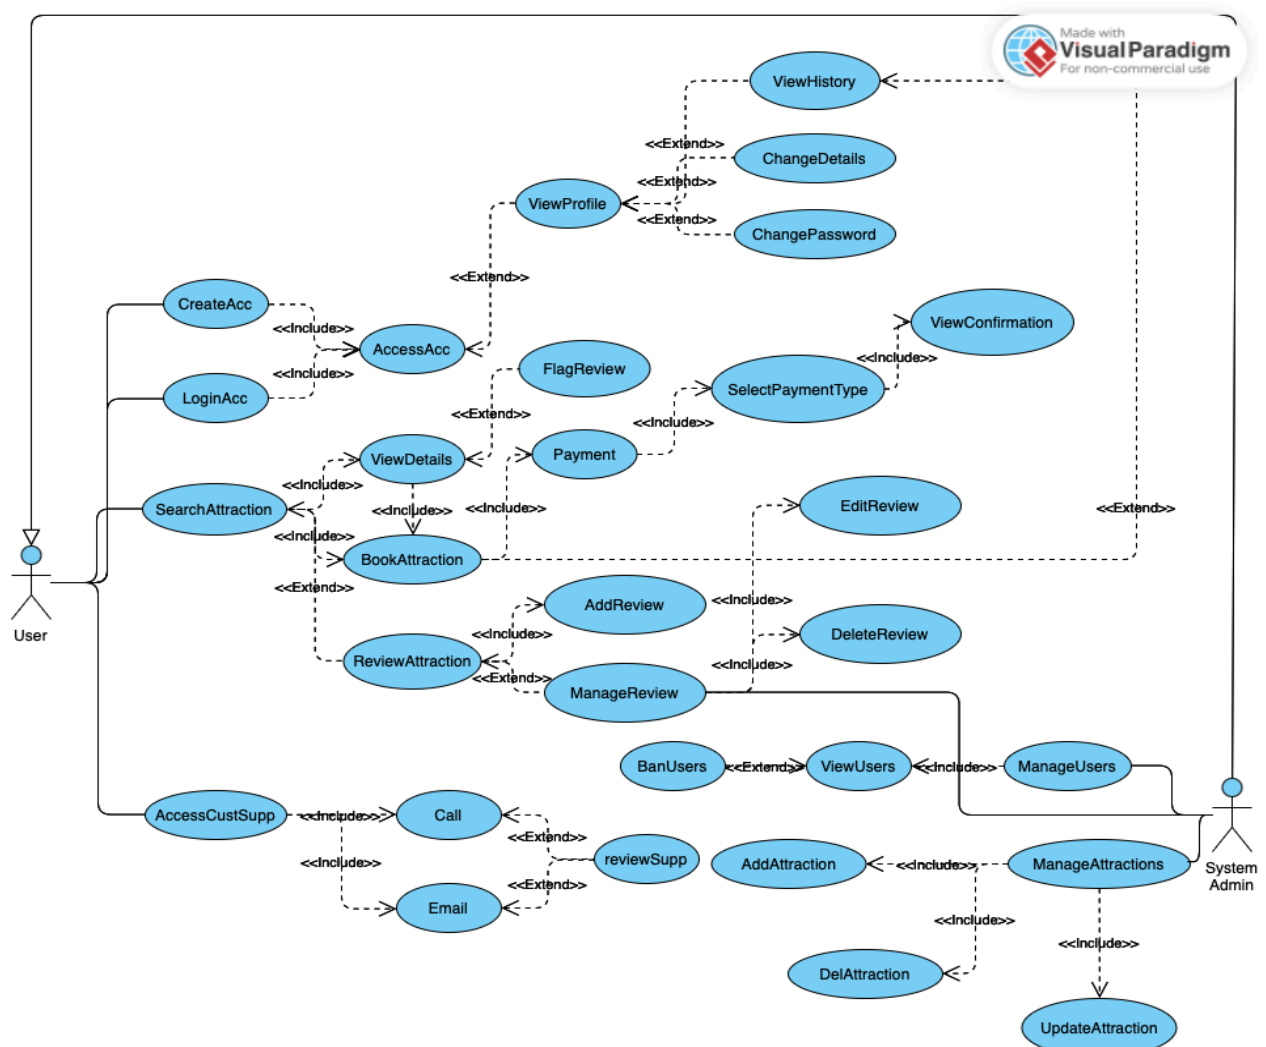 Made with
Visual Paradigm
For non-commercial use
ViewHistory
<<Extend>>
ChangeDetails
<<Extend>>
ViewProfile
<<Extend>>
ChangePassword
<<Extend>>
CreateAcc
<<Include>>
AccessAcc
<<Include>>
LoginAcc
ViewConfirmation
<<Include>>
FlagReview
SelectPaymentType
<<Extend>>
<<Include>>
ViewDetails
Payment
<<Include>>
SearchAttraction
<<Include>>
<<Include>>
EditReview
<<Extend>>
<<Include>>
BookAttraction
<<Extend>>
AddReview
<<Include>>
User
<<Include>>
DeleteReview
ReviewAttraction
<<Include>>
<<Extend>>
ManageReview
BanUsers
<<Extend>>
ViewUsers
<<Include>>
ManageUsers
AccessCustSupp
<<Include>>
Call
<<Extend>>
<<Include>>
reviewSupp
<<Extend>>
Email
AddAttraction
<<Include>>
ManageAttractions
System
Admin
<<Include>>
<<Include>>
DelAttraction
UpdateAttraction